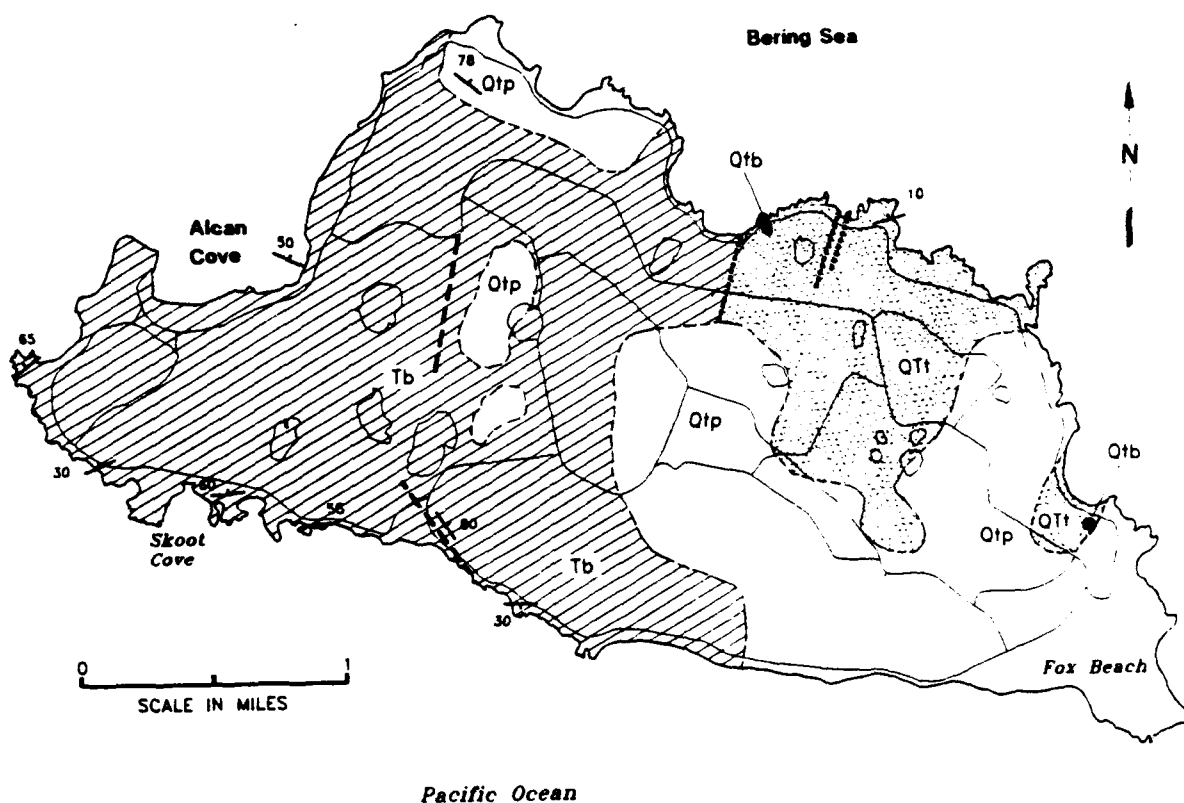 Bering Sea
78
Qtp
N
Qtb
10
Alcan
Cove
50
Qtp
65
Tb
QTt
Qtp
Qtb
30
60
56
80
Skoot
Cove
QTt
Qtp
Tb
30
0 1
SCALE IN MILES
Fox Beach
Pacific Ocean